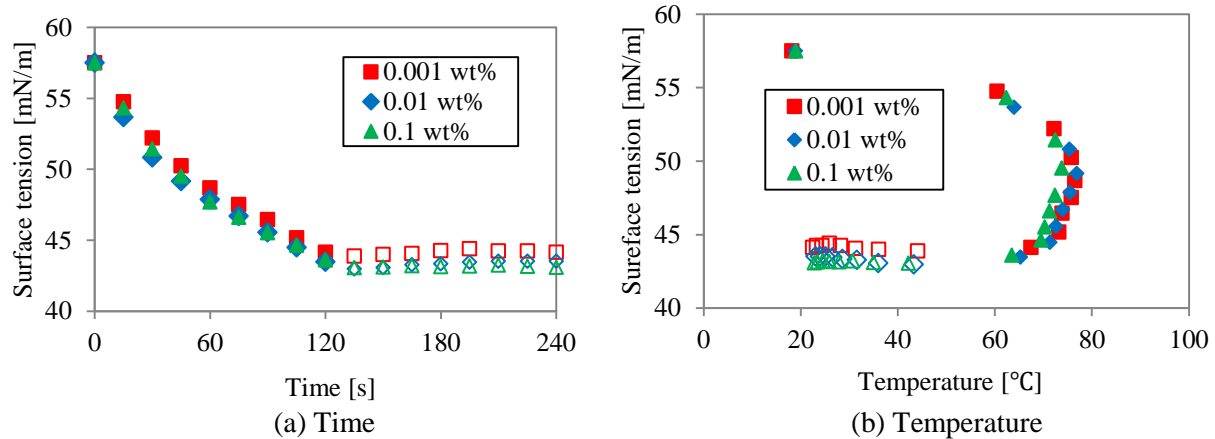 60
55
50
45
40
Surface tension [mN/m]
0.001 wt%
0.01 wt%
0.1 wt%
0 60 120 180 240
Time [s]
(a) Time
60
55
50
45
40
Sureface tension [mN/m]
0.001 wt%
0.01 wt%
0.1 wt%
0 20 40 60 80 100
Temperature [℃]
(b) Temperature